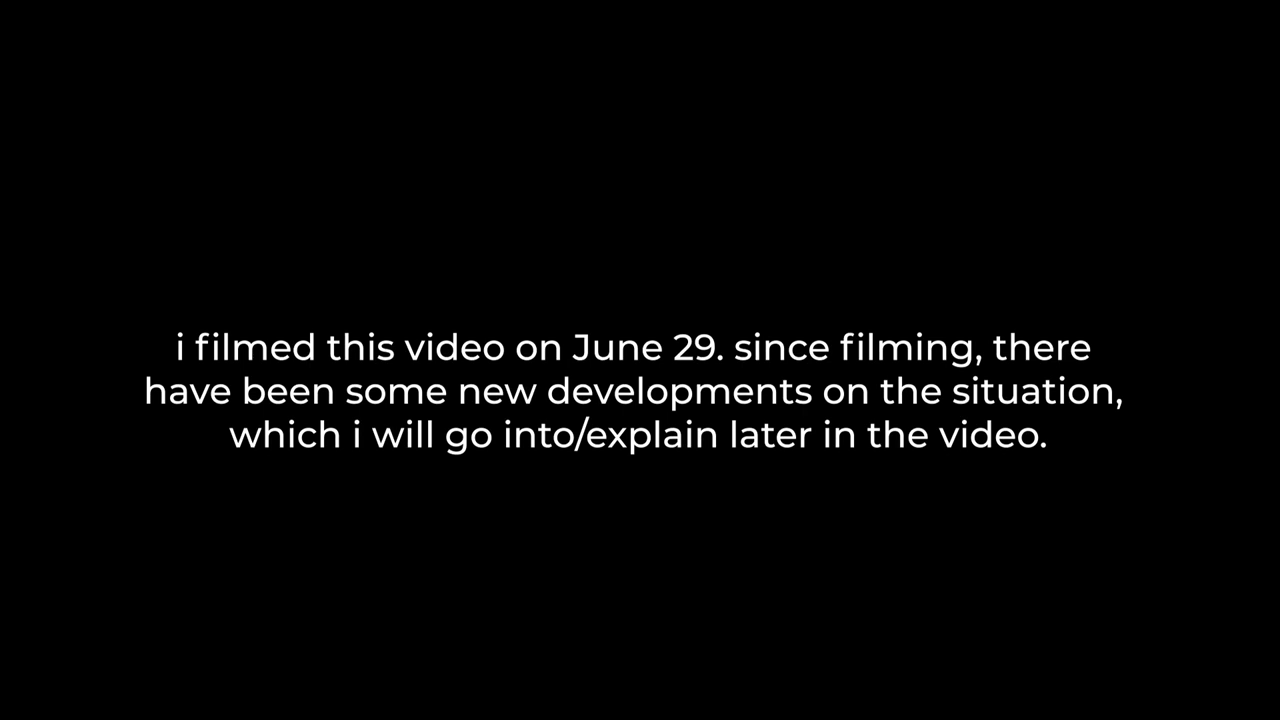 i filmed this video on June 29. since filming, there
have been some new developments on the situation,
which i will go into/explain later in the video.